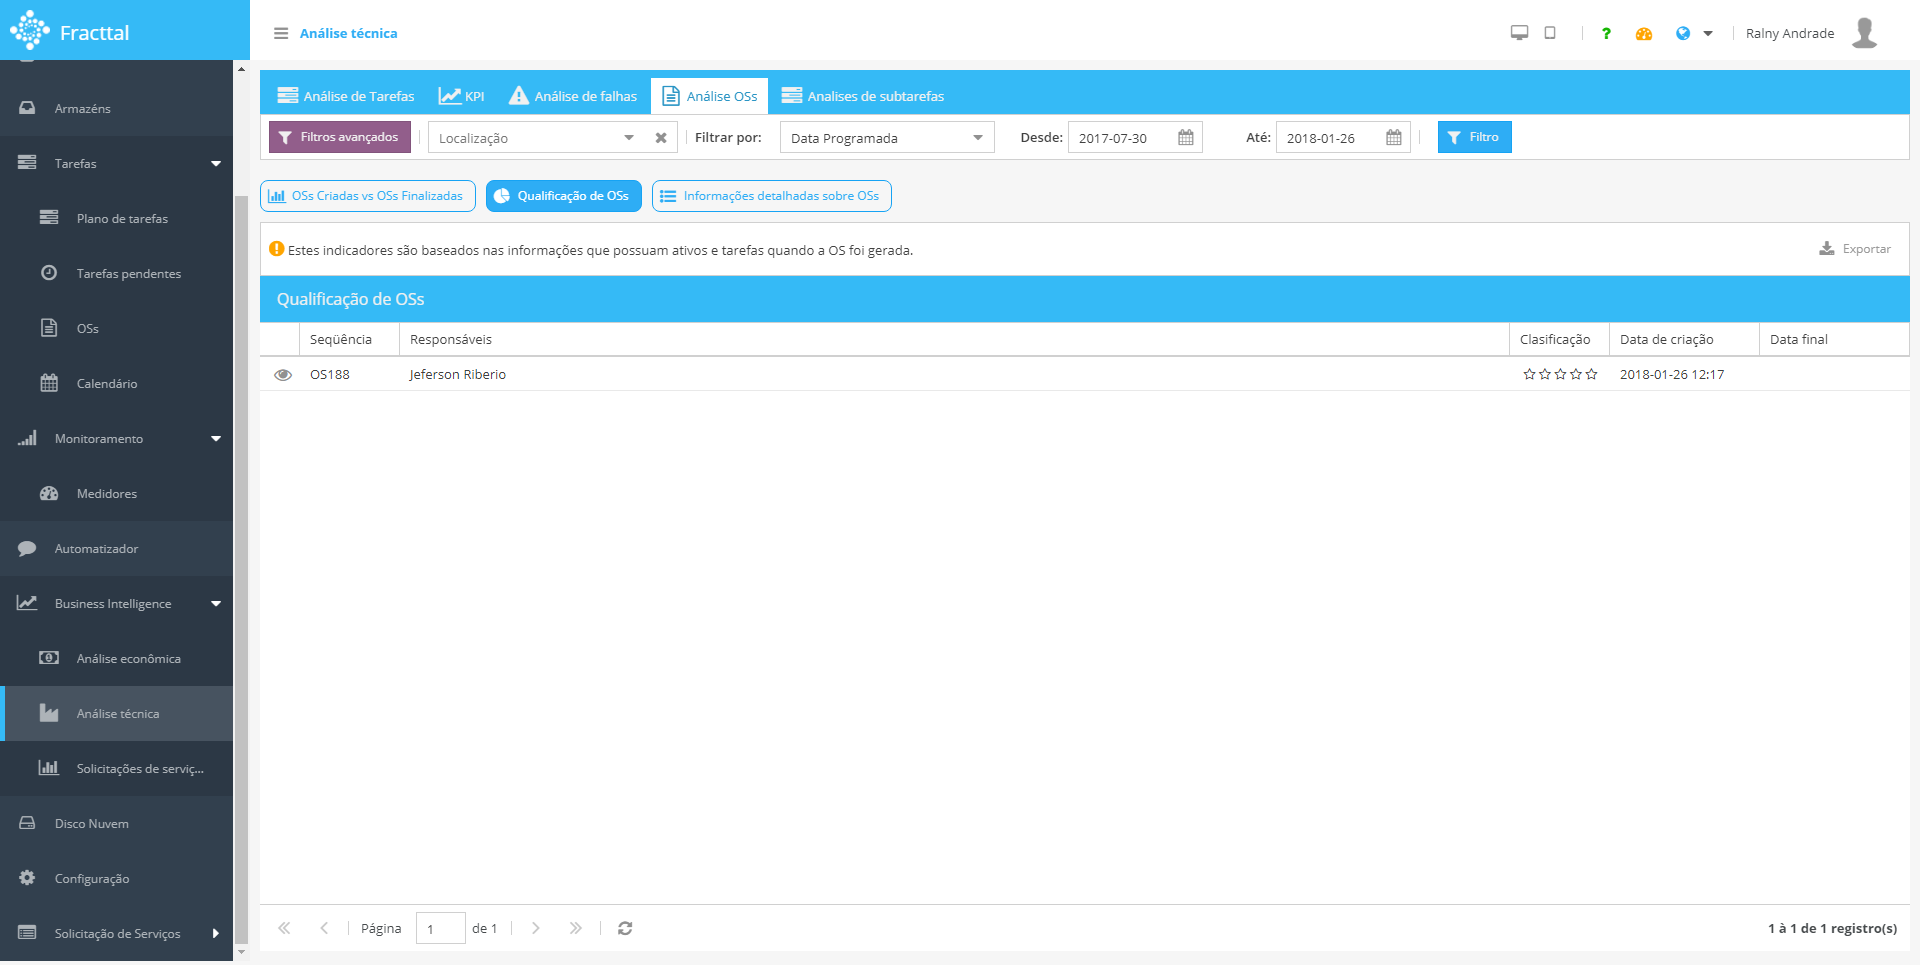 Fracttal
Análise técnica
?
Ralny Andrade
Armazéns
Tarefas
Plano de tarefas
Tarefas pendentes
OSs
Calendário
Monitoramento
Medidores
Automatizador
Business Intelligence
Análise econômica
Análise técnica
Solicitações de serviç...
Disco Nuvem
Configuração
Solicitação de Serviços
Análise de Tarefas
KPI
Análise de falhas
Análise OSs
Analises de subtarefas
Filtros avançados
Localização
Filtrar por:
Data Programada
Desde:
2017-07-30
Até:
2018-01-26
Filtro
OSs Criadas vs OSs Finalizadas
Qualificação de OSs
Informações detalhadas sobre OSs
Estes indicadores são baseados nas informações que possuam ativos e tarefas quando a OS foi gerada.
Exportar
Qualificação de OSs
Seqüência Responsáveis Clasificação Data de criação Data final
OS188 Jeferson Riberio 2018-01-26 12:17
Página 1 de 1
1 à 1 de 1 registro(s)